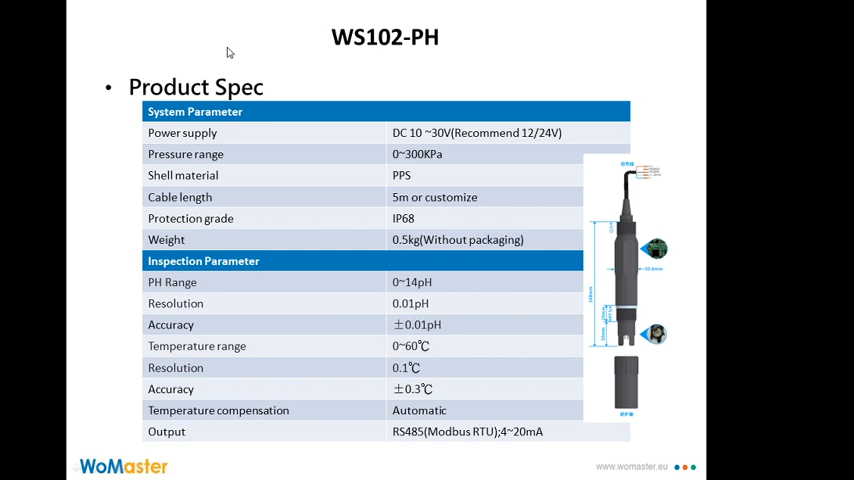 WS102-PH
• Product Spec
System Parameter
Power supply DC 10 ~30V(Recommend 12/24V)
Pressure range 0~300KPa
Shell material PPS
Cable length 5m or customize
Protection grade IP68
Weight 0.5kg(Without packaging)
Inspection Parameter
PH Range 0~14pH
Resolution 0.01pH
Accuracy ±0.01pH
Temperature range 0~60℃
Resolution 0.1℃
Accuracy ±0.3℃
Temperature compensation Automatic
Output RS485(Modbus RTU);4~20mA
WoMaster
www.womaster.eu